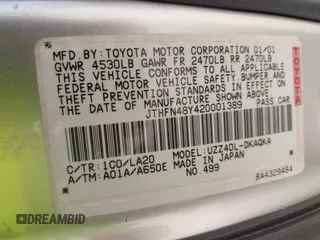 MFD.BY:TOYOTA MOTOR CORPORATION 01/01
GVWR 4530LB GAWR FR 2470LB RR 2470LB
THIS VEHICLE CONFORMS TO ALL APPLICABLE
FEDERAL MOTOR VEHICLE SAFETY, BUMPER, AND
THEFT PREVENTION STANDARDS IN EFFECT ON
THE DATE OF MANUFACTURE SHOWN ABOVE.
JTHFN48Y420001389 PASS CAR
C/TR:1C0/LA20 MODEL:UZZ40L-DKAQKA
A/TM:A01A/A650E MADE IN JAPAN
NO.499
BA4329484
© DREAMBID